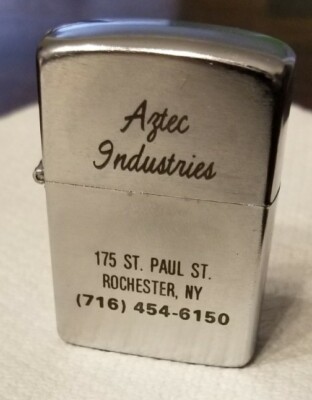 Aztec
Industries
175 ST. PAUL ST.
ROCHESTER, NY
(716) 454-6150